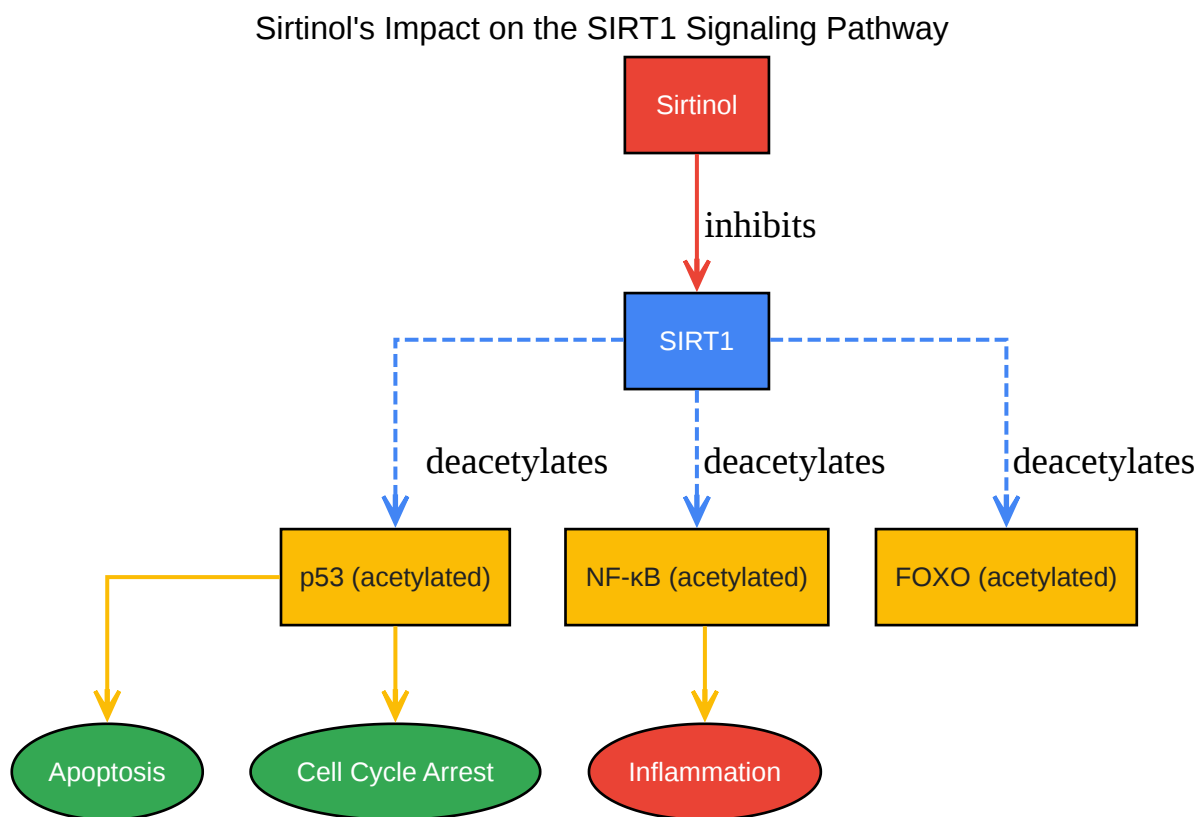 Sirtinol's Impact on the SIRT1 Signaling Pathway
Sirtinol
inhibits
SIRT1
deacetylates
deacetylates
deacetylates
p53 (acetylated)
NF-κB (acetylated)
FOXO (acetylated)
Apoptosis
Cell Cycle Arrest
Inflammation